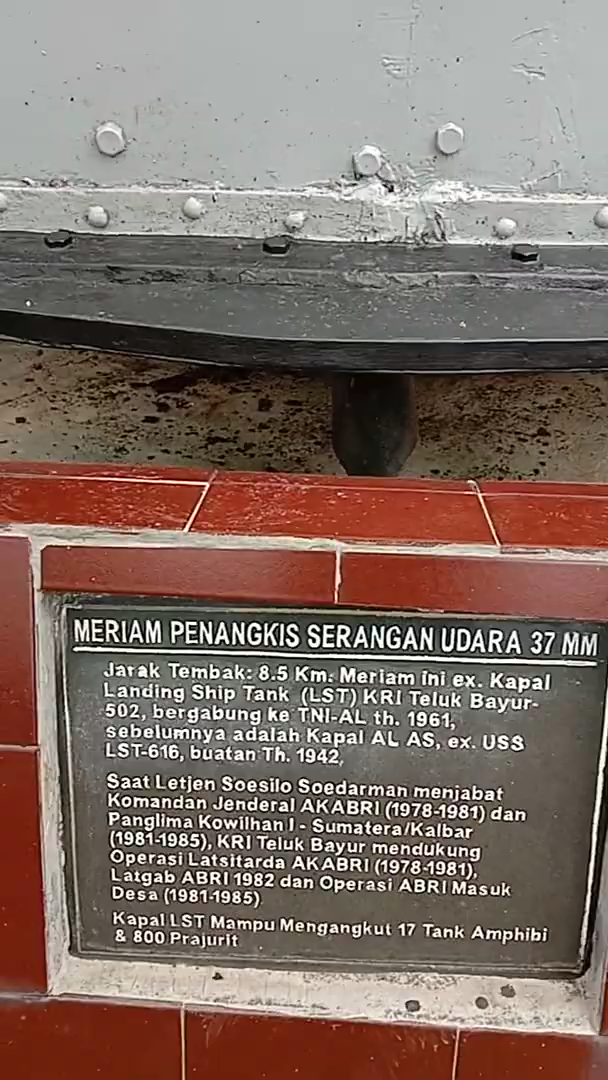 MERIAM PENANGKIS SERANGAN UDARA 37 MM
Jarak Tembak: 8.5 Km. Meriam ini ex. Kapal
Landing Ship Tank (LST) KRI Teluk Bayur-
502, bergabung ke TNI-AL th. 1961,
sebelumnya adalah Kapal AL AS, ex. USS
LST-616, buatan Th. 1942,
Saat Letjen Soesilo Soedarman menjabat
Komandan Jenderal AKABRI (1978-1981) dan
Panglima Kowilhan I - Sumatera/Kalbar
(1981-1985), KRI Teluk Bayur mendukung
Operasi Latsitarda AKABRI (1978-1981),
Latgab ABRI 1982 dan Operasi ABRI Masuk
Desa (1981-1985)
Kapal LST Mampu Mengangkut 17 Tank Amphibi
& 800 Prajurit